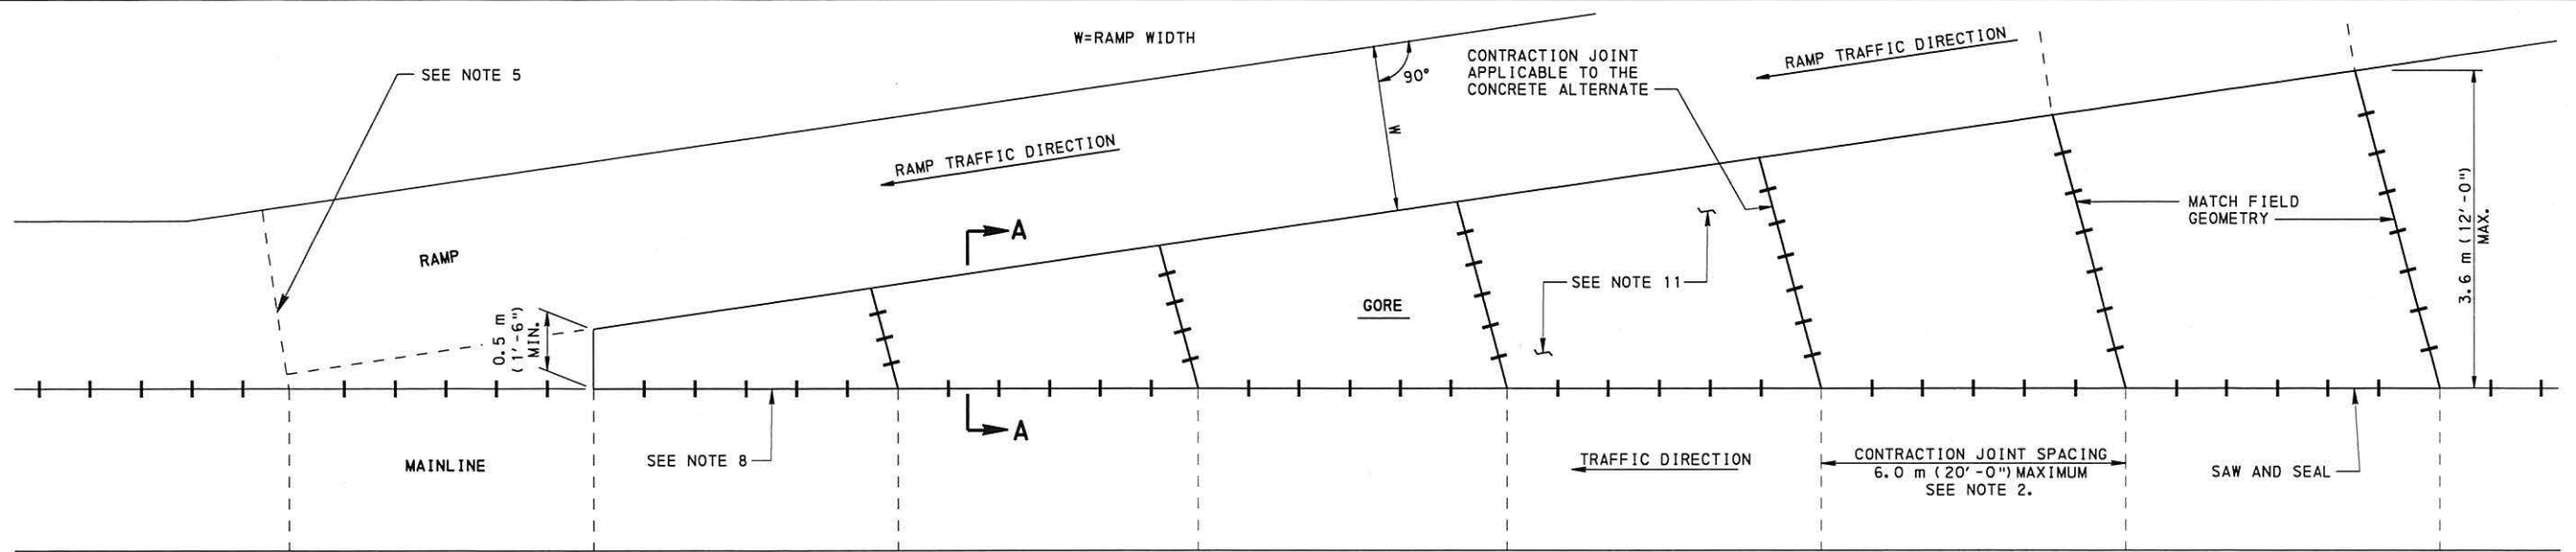 W=RAMP WIDTH
SEE NOTE 5
CONTRACTION JOINT
APPLICABLE TO THE
CONCRETE ALTERNATE
RAMP TRAFFIC DIRECTION
90°
W
RAMP TRAFFIC DIRECTION
MATCH FIELD
GEOMETRY
3.6 m (12'-0")
MAX.
A
RAMP
SEE NOTE 11
GORE
0.5 m
(1'-6")
MIN.
A
MAINLINE
SEE NOTE 8
TRAFFIC DIRECTION
CONTRACTION JOINT SPACING
6.0 m (20'-0") MAXIMUM
SEE NOTE 2.
SAW AND SEAL